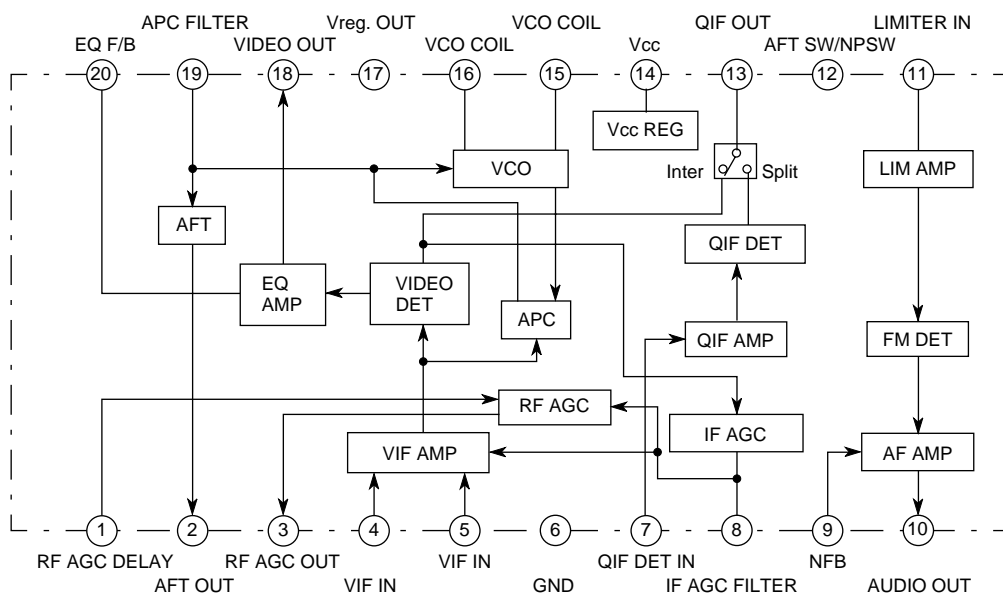 APC FILTER Vreg. OUT VCO COIL QIF OUT LIMITER IN
EQ F/B VIDEO OUT VCO COIL Vcc AFT SW/NPSW
20 19 18 17 16 15 14 13 12 11
Vcc REG
VCO Inter Split LIM AMP
AFT
QIF DET
EQ
AMP
VIDEO
DET
APC QIF AMP FM DET
RF AGC
IF AGC
VIF AMP AF AMP
1 2 3 4 5 6 7 8 9 10
RF AGC DELAY RF AGC OUT VIF IN QIF DET IN NFB
AFT OUT VIF IN GND IF AGC FILTER AUDIO OUT